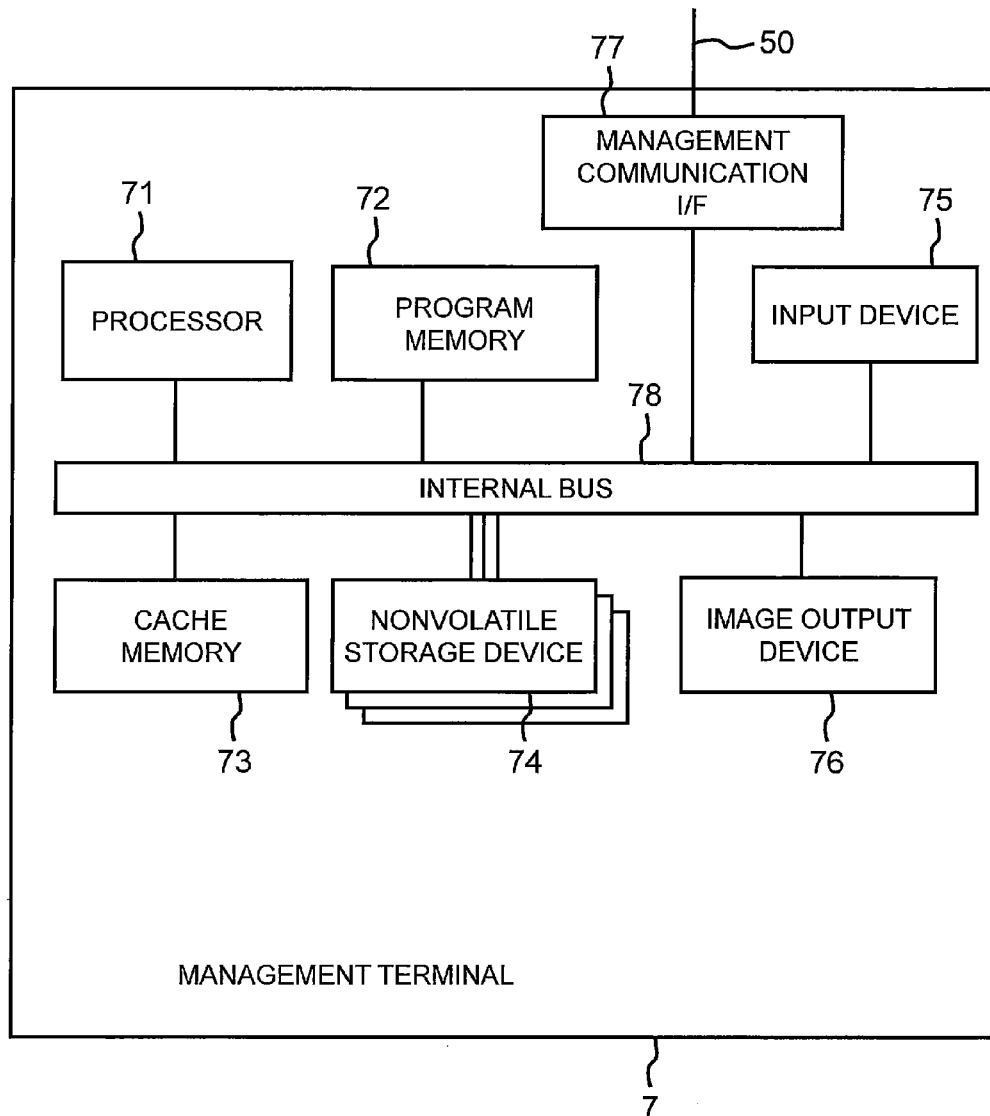 50
77
MANAGEMENT
COMMUNICATION
I/F
71
72
75
PROCESSOR
PROGRAM
MEMORY
INPUT DEVICE
78
INTERNAL BUS
CACHE
MEMORY
NONVOLATILE
STORAGE DEVICE
IMAGE OUTPUT
DEVICE
73
74
76
MANAGEMENT TERMINAL
7